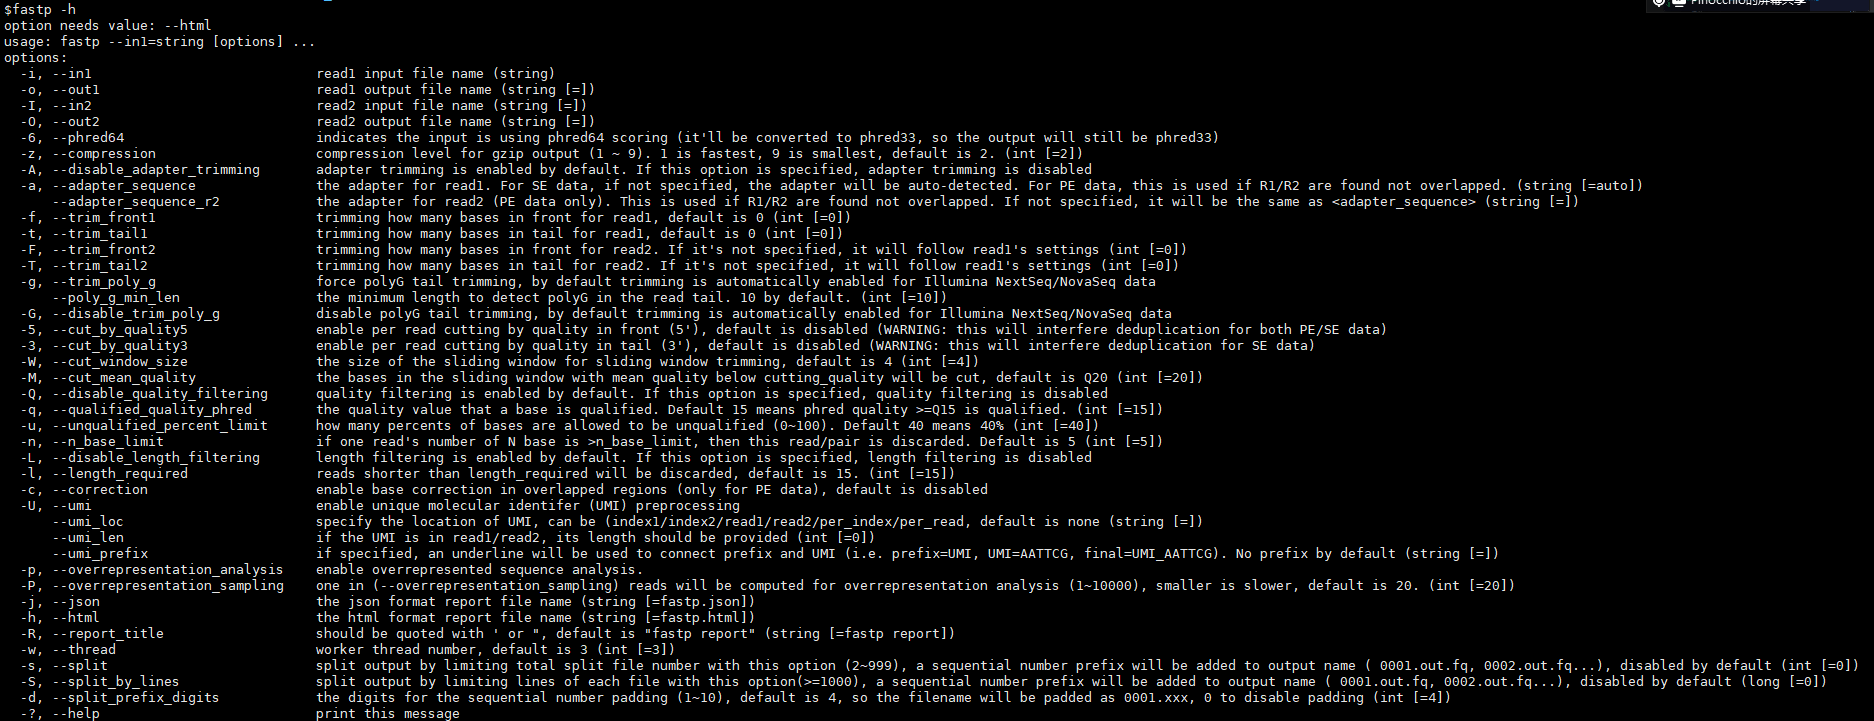 Pinocchio的屏幕共享
$fastp -h
option needs value: --html
usage: fastp --in1=string [options] ...
options:
  -i, --in1                          read1 input file name (string)
  -o, --out1                         read1 output file name (string [=])
  -I, --in2                          read2 input file name (string [=])
  -O, --out2                         read2 output file name (string [=])
  -6, --phred64                      indicates the input is using phred64 scoring (it'll be converted to phred33, so the output will still be phred33)
  -z, --compression                  compression level for gzip output (1 ~ 9). 1 is fastest, 9 is smallest, default is 2. (int [=2])
  -A, --disable_adapter_trimming     adapter trimming is enabled by default. If this option is specified, adapter trimming is disabled
  -a, --adapter_sequence             the adapter for read1. For SE data, if not specified, the adapter will be auto-detected. For PE data, this is used if R1/R2 are found not overlapped. (string [=auto])
      --adapter_sequence_r2          the adapter for read2 (PE data only). This is used if R1/R2 are found not overlapped. If not specified, it will be the same as <adapter_sequence> (string [=])
  -f, --trim_front1                  trimming how many bases in front for read1, default is 0 (int [=0])
  -t, --trim_tail1                   trimming how many bases in tail for read1, default is 0 (int [=0])
  -F, --trim_front2                  trimming how many bases in front for read2. If it's not specified, it will follow read1's settings (int [=0])
  -T, --trim_tail2                   trimming how many bases in tail for read2. If it's not specified, it will follow read1's settings (int [=0])
  -g, --trim_poly_g                  force polyG tail trimming, by default trimming is automatically enabled for Illumina NextSeq/NovaSeq data
      --poly_g_min_len               the minimum length to detect polyG in the read tail. 10 by default. (int [=10])
  -G, --disable_trim_poly_g          disable polyG tail trimming, by default trimming is automatically enabled for Illumina NextSeq/NovaSeq data
  -5, --cut_by_quality5              enable per read cutting by quality in front (5'), default is disabled (WARNING: this will interfere deduplication for both PE/SE data)
  -3, --cut_by_quality3              enable per read cutting by quality in tail (3'), default is disabled (WARNING: this will interfere deduplication for SE data)
  -W, --cut_window_size              the size of the sliding window for sliding window trimming, default is 4 (int [=4])
  -M, --cut_mean_quality             the bases in the sliding window with mean quality below cutting_quality will be cut, default is Q20 (int [=20])
  -Q, --disable_quality_filtering    quality filtering is enabled by default. If this option is specified, quality filtering is disabled
  -q, --qualified_quality_phred      the quality value that a base is qualified. Default 15 means phred quality >=Q15 is qualified. (int [=15])
  -u, --unqualified_percent_limit    how many percents of bases are allowed to be unqualified (0~100). Default 40 means 40% (int [=40])
  -n, --n_base_limit                 if one read's number of N base is >n_base_limit, then this read/pair is discarded. Default is 5 (int [=5])
  -L, --disable_length_filtering     length filtering is enabled by default. If this option is specified, length filtering is disabled
  -l, --length_required              reads shorter than length_required will be discarded, default is 15. (int [=15])
  -c, --correction                   enable base correction in overlapped regions (only for PE data), default is disabled
  -U, --umi                          enable unique molecular identifer (UMI) preprocessing
      --umi_loc                      specify the location of UMI, can be (index1/index2/read1/read2/per_index/per_read, default is none (string [=])
      --umi_len                      if the UMI is in read1/read2, its length should be provided (int [=0])
      --umi_prefix                   if specified, an underline will be used to connect prefix and UMI (i.e. prefix=UMI, UMI=AATTCG, final=UMI_AATTCG). No prefix by default (string [=])
  -p, --overrepresentation_analysis  enable overrepresented sequence analysis.
  -P, --overrepresentation_sampling  one in (--overrepresentation_sampling) reads will be computed for overrepresentation analysis (1~10000), smaller is slower, default is 20. (int [=20])
  -j, --json                         the json format report file name (string [=fastp.json])
  -h, --html                         the html format report file name (string [=fastp.html])
  -R, --report_title                 should be quoted with ' or ", default is "fastp report" (string [=fastp report])
  -w, --thread                       worker thread number, default is 3 (int [=3])
  -s, --split                        split output by limiting total split file number with this option (2~999), a sequential number prefix will be added to output name ( 0001.out.fq, 0002.out.fq...), disabled by default (int [=0])
  -S, --split_by_lines               split output by limiting lines of each file with this option(>=1000), a sequential number prefix will be added to output name ( 0001.out.fq, 0002.out.fq...), disabled by default (long [=0])
  -d, --split_prefix_digits          the digits for the sequential number padding (1~10), default is 4, so the filename will be padded as 0001.xxx, 0 to disable padding (int [=4])
  -?, --help                         print this message